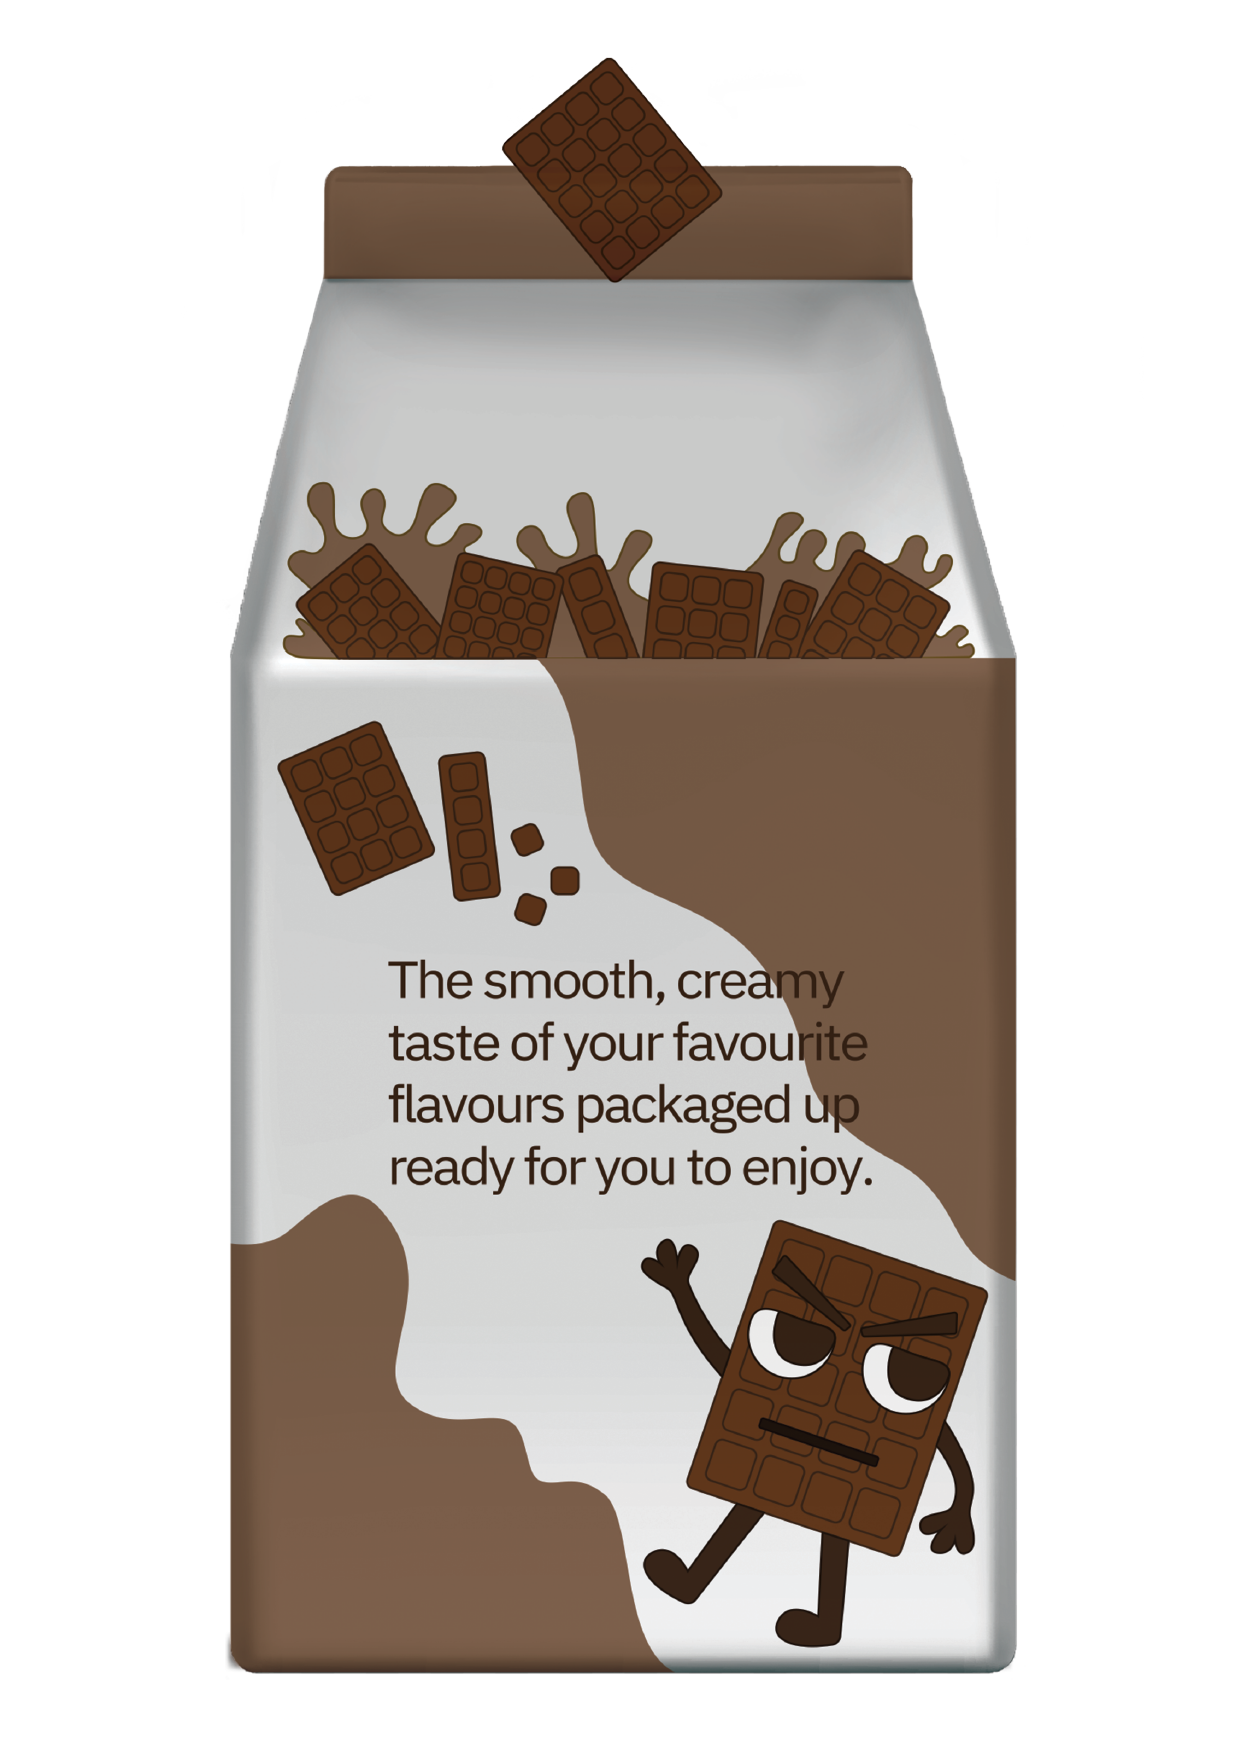 The smooth, creamy
taste of your favourite
flavours packaged up
ready for you to enjoy.